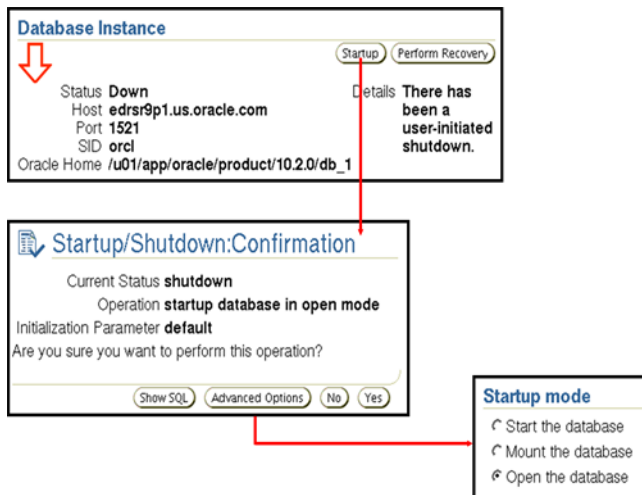 Database Instance
Startup Perform Recovery
Status Down
Host edrsr9p1.us.oracle.com
Port 1521
SID orcl
Oracle Home /u01/app/oracle/product/10.2.0/db_1
Details There has
been a
user-initiated
shutdown.
Startup/Shutdown:Confirmation
Current Status shutdown
Operation startup database in open mode
Initialization Parameter default
Are you sure you want to perform this operation?
Show SQL Advanced Options No Yes
Startup mode
Start the database
Mount the database
Open the database